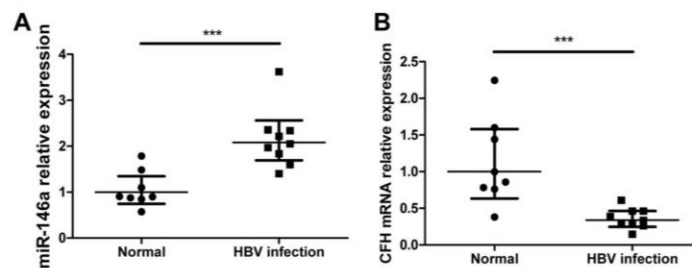 A
***
miR-146a relative expression
4
3
2
1
0
Normal
HBV infection
B
***
CFH mRNA relative expression
2.5
2.0
1.5
1.0
0.5
0.0
Normal
HBV infection